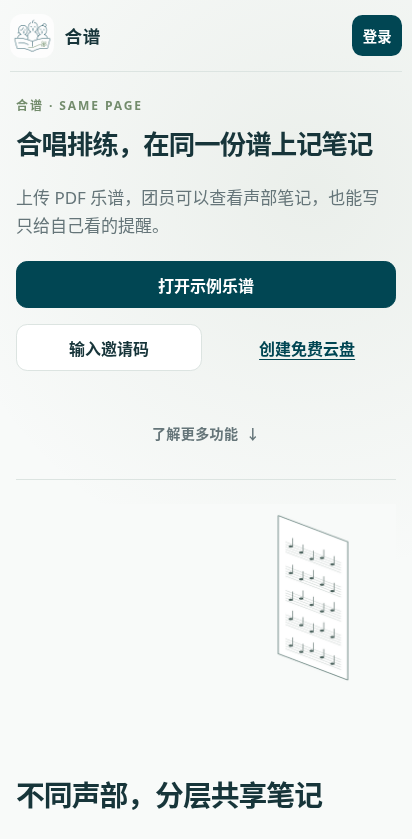 合谱
登录
合谱 · SAME PAGE
合唱排练，在同一份谱上记笔记
上传 PDF 乐谱，团员可以查看声部笔记，也能写
只给自己看的提醒。
打开示例乐谱
输入邀请码
创建免费云盘
了解更多功能 ↓
不同声部，分层共享笔记